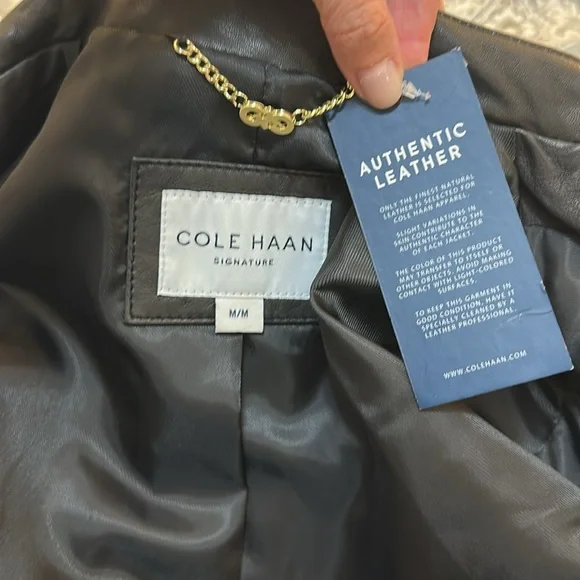 COLE HAAN
SIGNATURE
M/M
AUTHENTIC
LEATHER
ONLY THE FINEST NATURAL
LEATHER IS SELECTED FOR
COLE HAAN APPAREL.
SLIGHT VARIATIONS IN
SKIN CONTRIBUTE TO THE
AUTHENTIC CHARACTER
OF EACH JACKET.
THE COLOR OF THIS PRODUCT
MAY TRANSFER TO ITSELF OR
OTHER OBJECTS. AVOID MAKING
CONTACT WITH LIGHT-COLORED
SURFACES.
TO KEEP THIS GARMENT IN
GOOD CONDITION, HAVE IT
SPECIALLY CLEANED BY A
LEATHER PROFESSIONAL.
WWW.COLEHAAN.COM